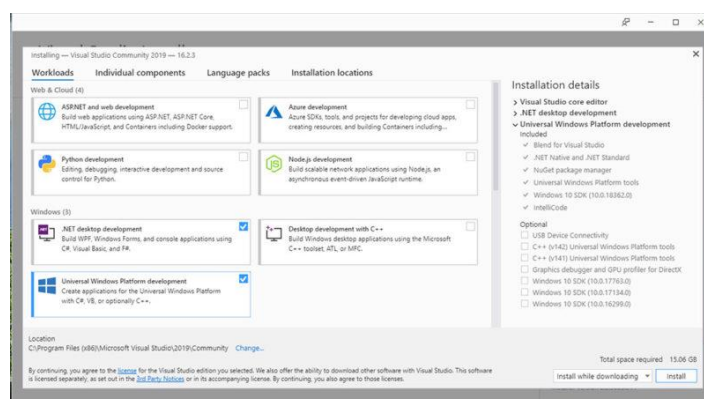 Installing — Visual Studio Community 2019 — 16.2.3
Workloads Individual components Language packs Installation locations
Web & Cloud (4)
ASP.NET and web development
Build web applications using ASP.NET, ASP.NET Core,
HTML/JavaScript, and Containers including Docker support.
Azure development
Azure SDKs, tools, and projects for developing cloud apps,
creating resources, and building Containers including...
Python development
Editing, debugging, interactive development and source
control for Python.
Node.js development
Build scalable network applications using Node.js, an
asynchronous event-driven JavaScript runtime.
Windows (3)
.NET desktop development
Build WPF, Windows Forms, and console applications using
C#, Visual Basic, and F#.
Desktop development with C++
Build Windows desktop applications using the Microsoft
C++ toolset, ATL, or MFC.
Universal Windows Platform development
Create applications for the Universal Windows Platform
with C#, VB, or optionally C++.
Location
C:\Program Files (x86)\Microsoft Visual Studio\2019\Community Change...
By continuing, you agree to the license for the Visual Studio edition you selected. We also offer the ability to download other software with Visual Studio. This software
is licensed separately, as set out in the 3rd Party Notices or in its accompanying license. By continuing, you also agree to those licenses.
Installation details
Visual Studio core editor
.NET desktop development
Universal Windows Platform development
Included
Blend for Visual Studio
.NET Native and .NET Standard
NuGet package manager
Universal Windows Platform tools
Windows 10 SDK (10.0.18362.0)
IntelliCode
Optional
USB Device Connectivity
C++ (v142) Universal Windows Platform tools
C++ (v141) Universal Windows Platform tools
Graphics debugger and GPU profiler for DirectX
Windows 10 SDK (10.0.17763.0)
Windows 10 SDK (10.0.17134.0)
Windows 10 SDK (10.0.16299.0)
Total space required 15.06 GB
Install while downloading Install